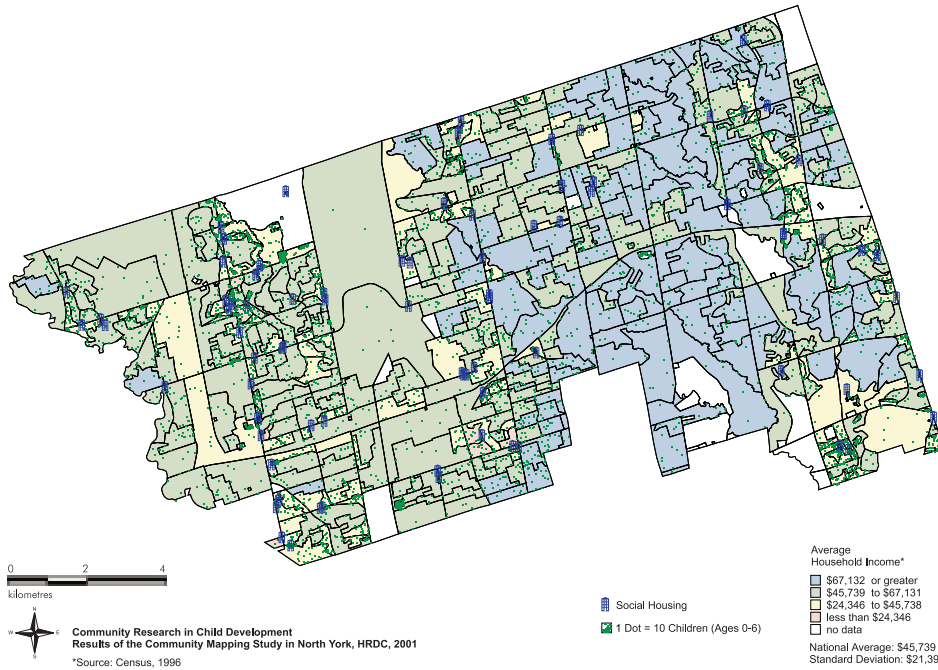 0 2 4
kilometres
N
W E
S
Community Research in Child Development
Results of the Community Mapping Study in North York, HRDC, 2001
*Source: Census, 1996
Social Housing
1 Dot = 10 Children (Ages 0-6)
Average
Household Income*
$67,132 or greater
$45,739 to $67,131
$24,346 to $45,738
less than $24,346
no data
National Average: $45,739
Standard Deviation: $21,39